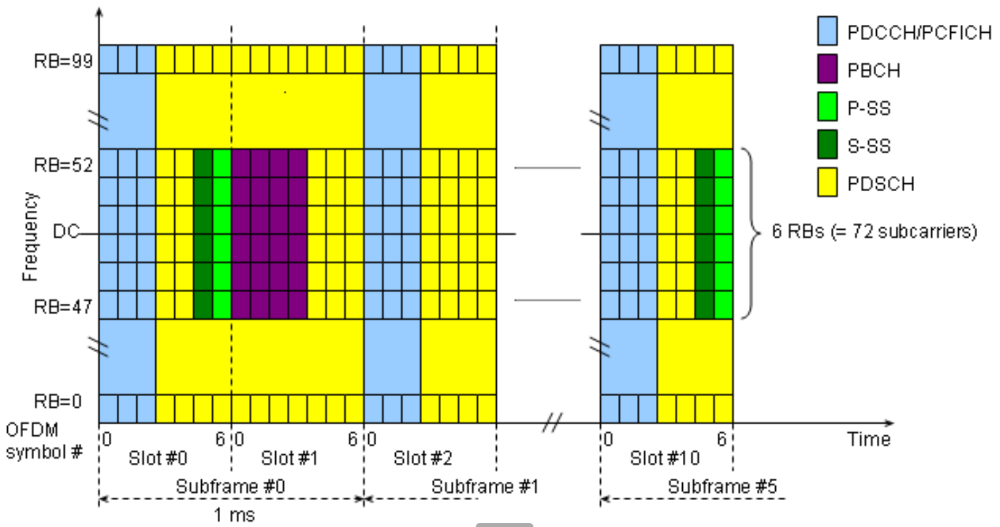 PDCCH/PCFICH
PBCH
P-SS
S-SS
PDSCH
RB=99
RB=52
Frequency
DC
6 RBs (= 72 subcarriers)
RB=47
RB=0
OFDM
symbol #
0 6 0 6 0 0 6
Time
Slot #0 Slot #1 Slot #2 Slot #10
Subframe #0 Subframe #1 Subframe #5
1 ms